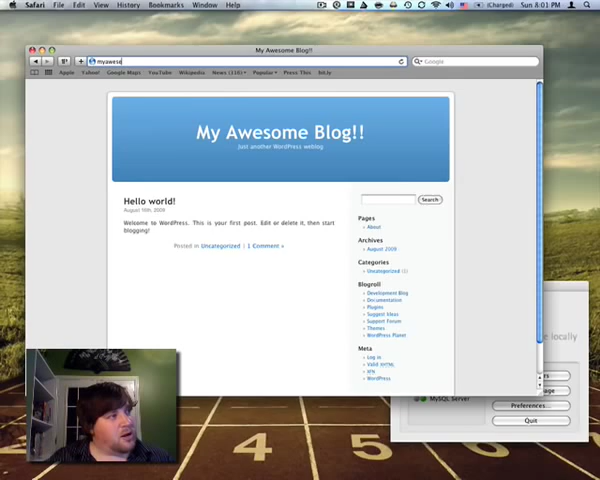 Safari File Edit View History Bookmarks Window Help
(Charged) Sun 8:01 PM
My Awesome Blog!!
myawese
Google
Apple Yahoo! Google Maps YouTube Wikipedia News (310) Popular Press This bit.ly
My Awesome Blog!!
Just another WordPress weblog
Hello world!
August 16th, 2009
Welcome to WordPress. This is your first post. Edit or delete it, then start
blogging!
Posted in Uncategorized | 1 Comment »
Search
Pages
About
Archives
August 2009
Categories
Uncategorized (1)
Blogroll
Development Blog
Documentation
Plugins
Suggest Ideas
Support Forum
Themes
WordPress Planet
Meta
Log in
Valid XHTML
XFN
WordPress
e locally
MySQL Server
Preferences...
Quit
4 5